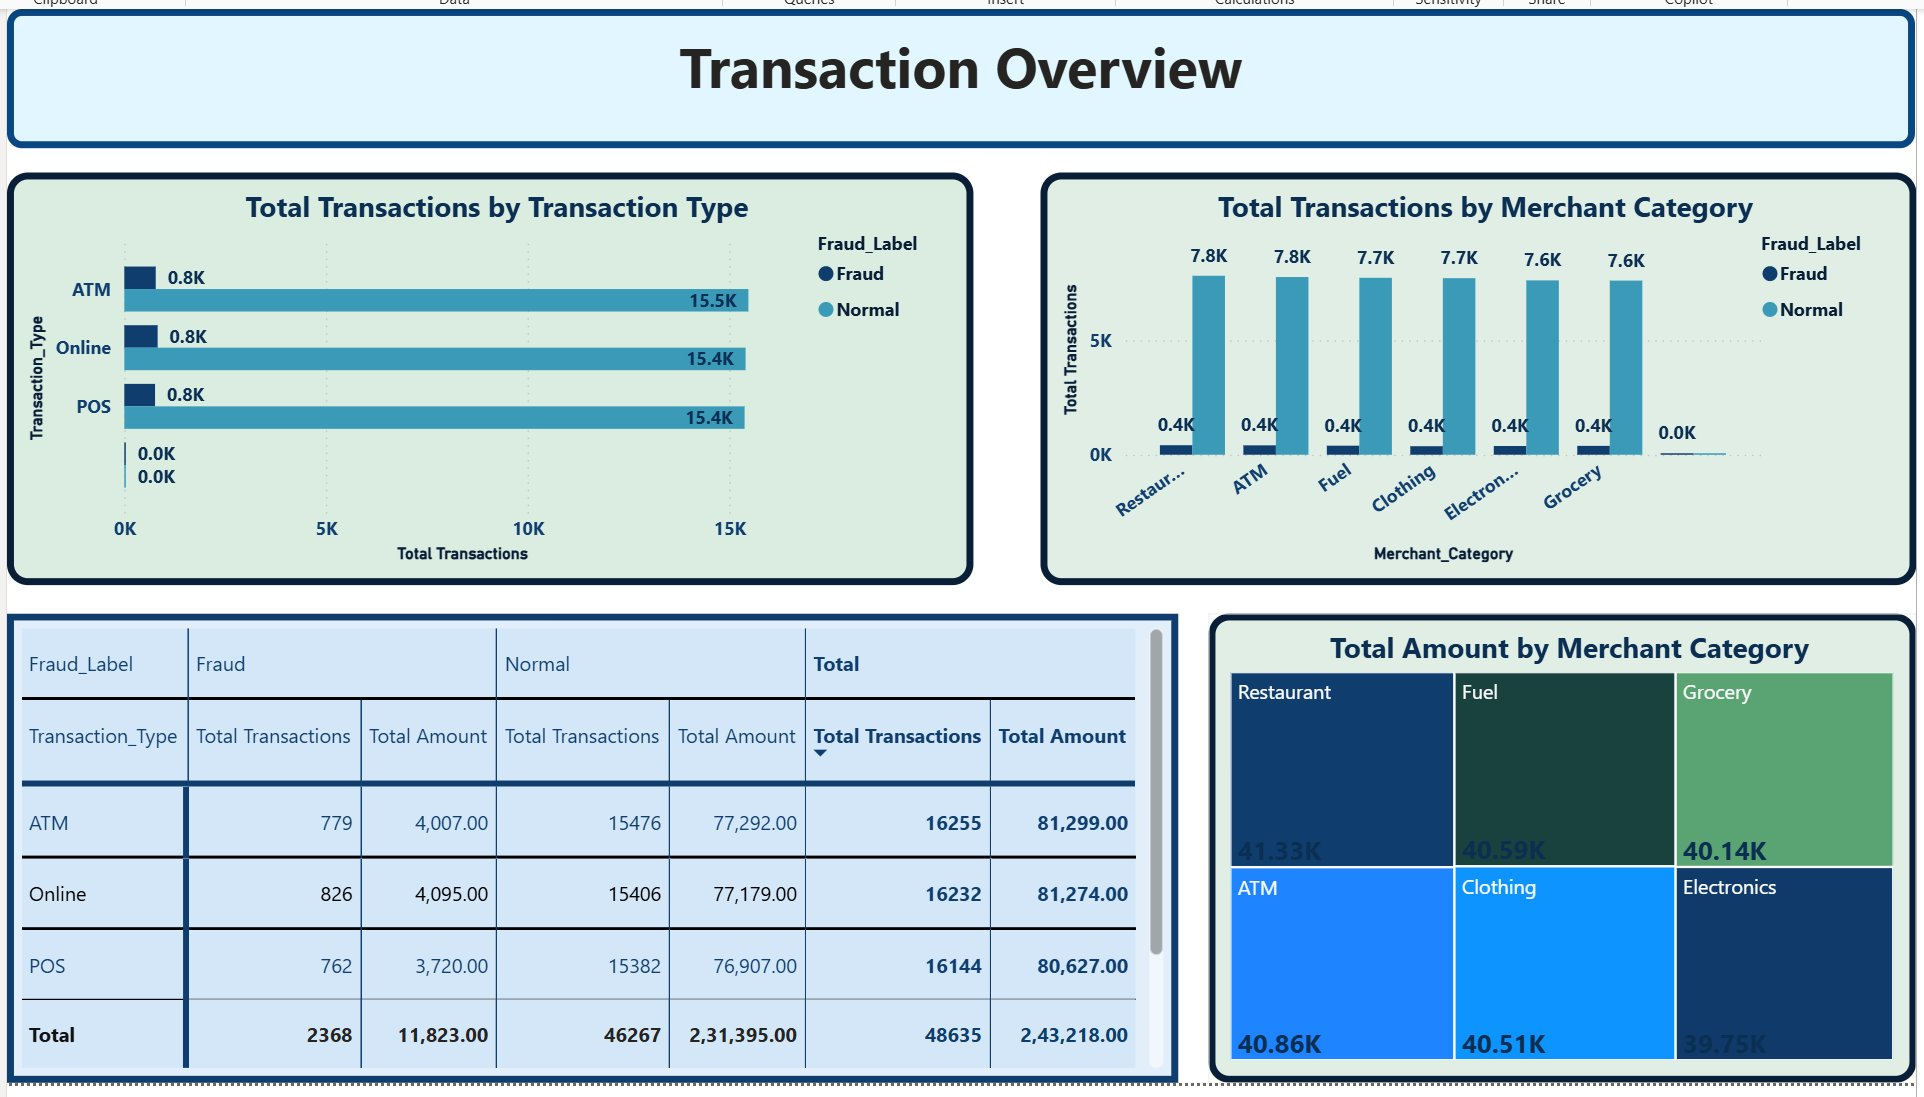 Clipboard Data Queries Insert Calculations Sensitivity Share Copilot
Transaction Overview
Total Transactions by Transaction Type
Fraud_Label
Fraud
Normal
Transaction_Type
ATM
0.8K
15.5K
Online
0.8K
15.4K
POS
0.8K
15.4K
0.0K
0.0K
0K 5K 10K 15K
Total Transactions
Total Transactions by Merchant Category
Fraud_Label
Fraud
Normal
Total Transactions
7.8K 7.8K 7.7K 7.7K 7.6K 7.6K
5K
0.4K 0.4K 0.4K 0.4K 0.4K 0.4K 0.0K
0K
Restaur... ATM Fuel Clothing Electron... Grocery
Merchant_Category
Fraud_Label Fraud Normal Total
Transaction_Type Total Transactions Total Amount Total Transactions Total Amount Total Transactions Total Amount
ATM 779 4,007.00 15476 77,292.00 16255 81,299.00
Online 826 4,095.00 15406 77,179.00 16232 81,274.00
POS 762 3,720.00 15382 76,907.00 16144 80,627.00
Total 2368 11,823.00 46267 2,31,395.00 48635 2,43,218.00
Total Amount by Merchant Category
Restaurant Fuel Grocery
41.33K 40.59K 40.14K
ATM Clothing Electronics
40.86K 40.51K 39.75K